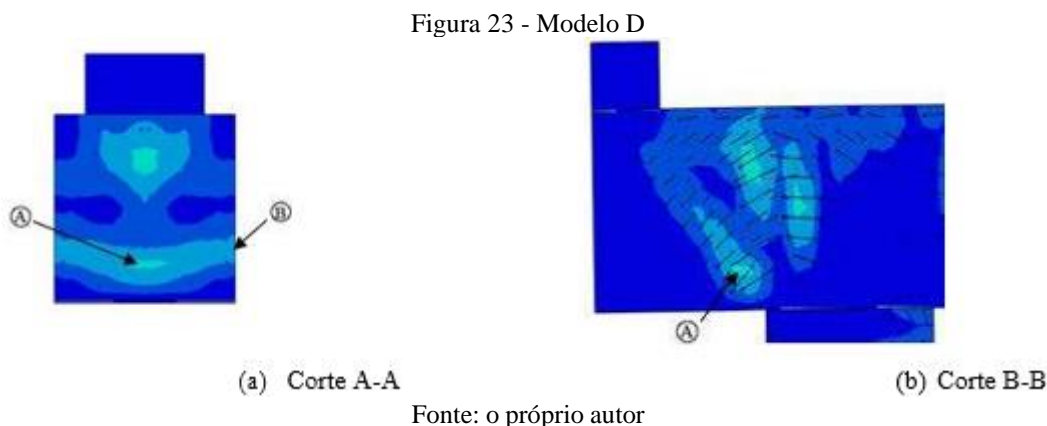 Figura 23 - Modelo D
Ⓐ
Ⓑ
Ⓐ
(a) Corte A-A
(b) Corte B-B
Fonte: o próprio autor